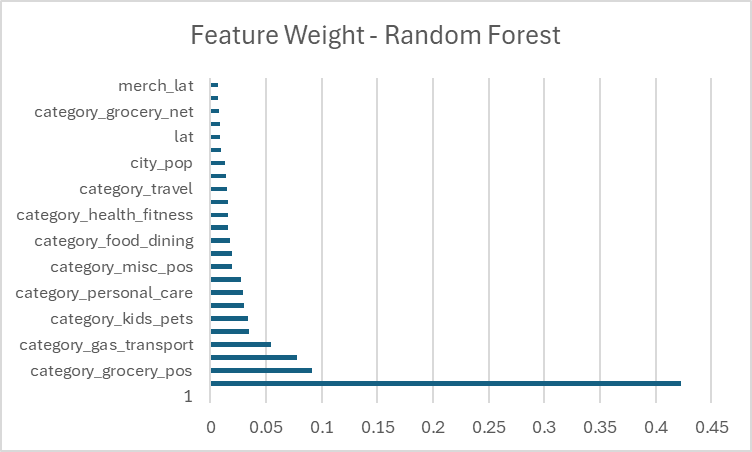 Feature Weight - Random Forest
merch_lat
category_grocery_net
lat
city_pop
category_travel
category_health_fitness
category_food_dining
category_misc_pos
category_personal_care
category_kids_pets
category_gas_transport
category_grocery_pos
1
0 0.05 0.1 0.15 0.2 0.25 0.3 0.35 0.4 0.45